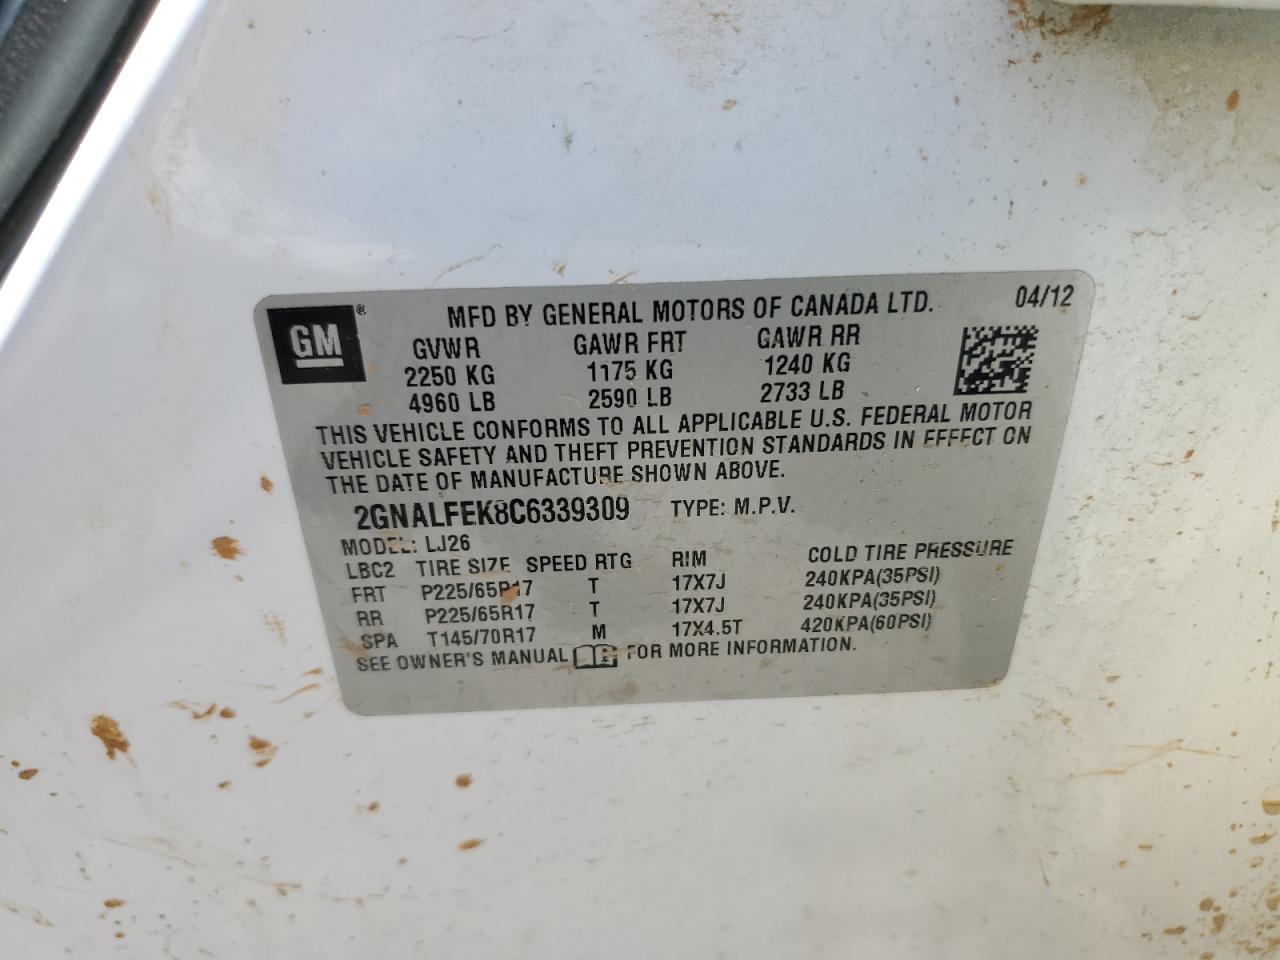 GM®
MFD BY GENERAL MOTORS OF CANADA LTD. 04/12
GVWR GAWR FRT GAWR RR
2250 KG 1175 KG 1240 KG
4960 LB 2590 LB 2733 LB
THIS VEHICLE CONFORMS TO ALL APPLICABLE U.S. FEDERAL MOTOR
VEHICLE SAFETY AND THEFT PREVENTION STANDARDS IN EFFECT ON
THE DATE OF MANUFACTURE SHOWN ABOVE.
2GNALFEK8C6339309 TYPE: M.P.V.
MODEL: LJ26
LBC2 TIRE SIZE SPEED RTG RIM COLD TIRE PRESSURE
FRT P225/65R17 T 17X7J 240KPA(35PSI)
RR P225/65R17 T 17X7J 240KPA(35PSI)
SPA T145/70R17 M 17X4.5T 420KPA(60PSI)
SEE OWNER'S MANUAL FOR MORE INFORMATION.